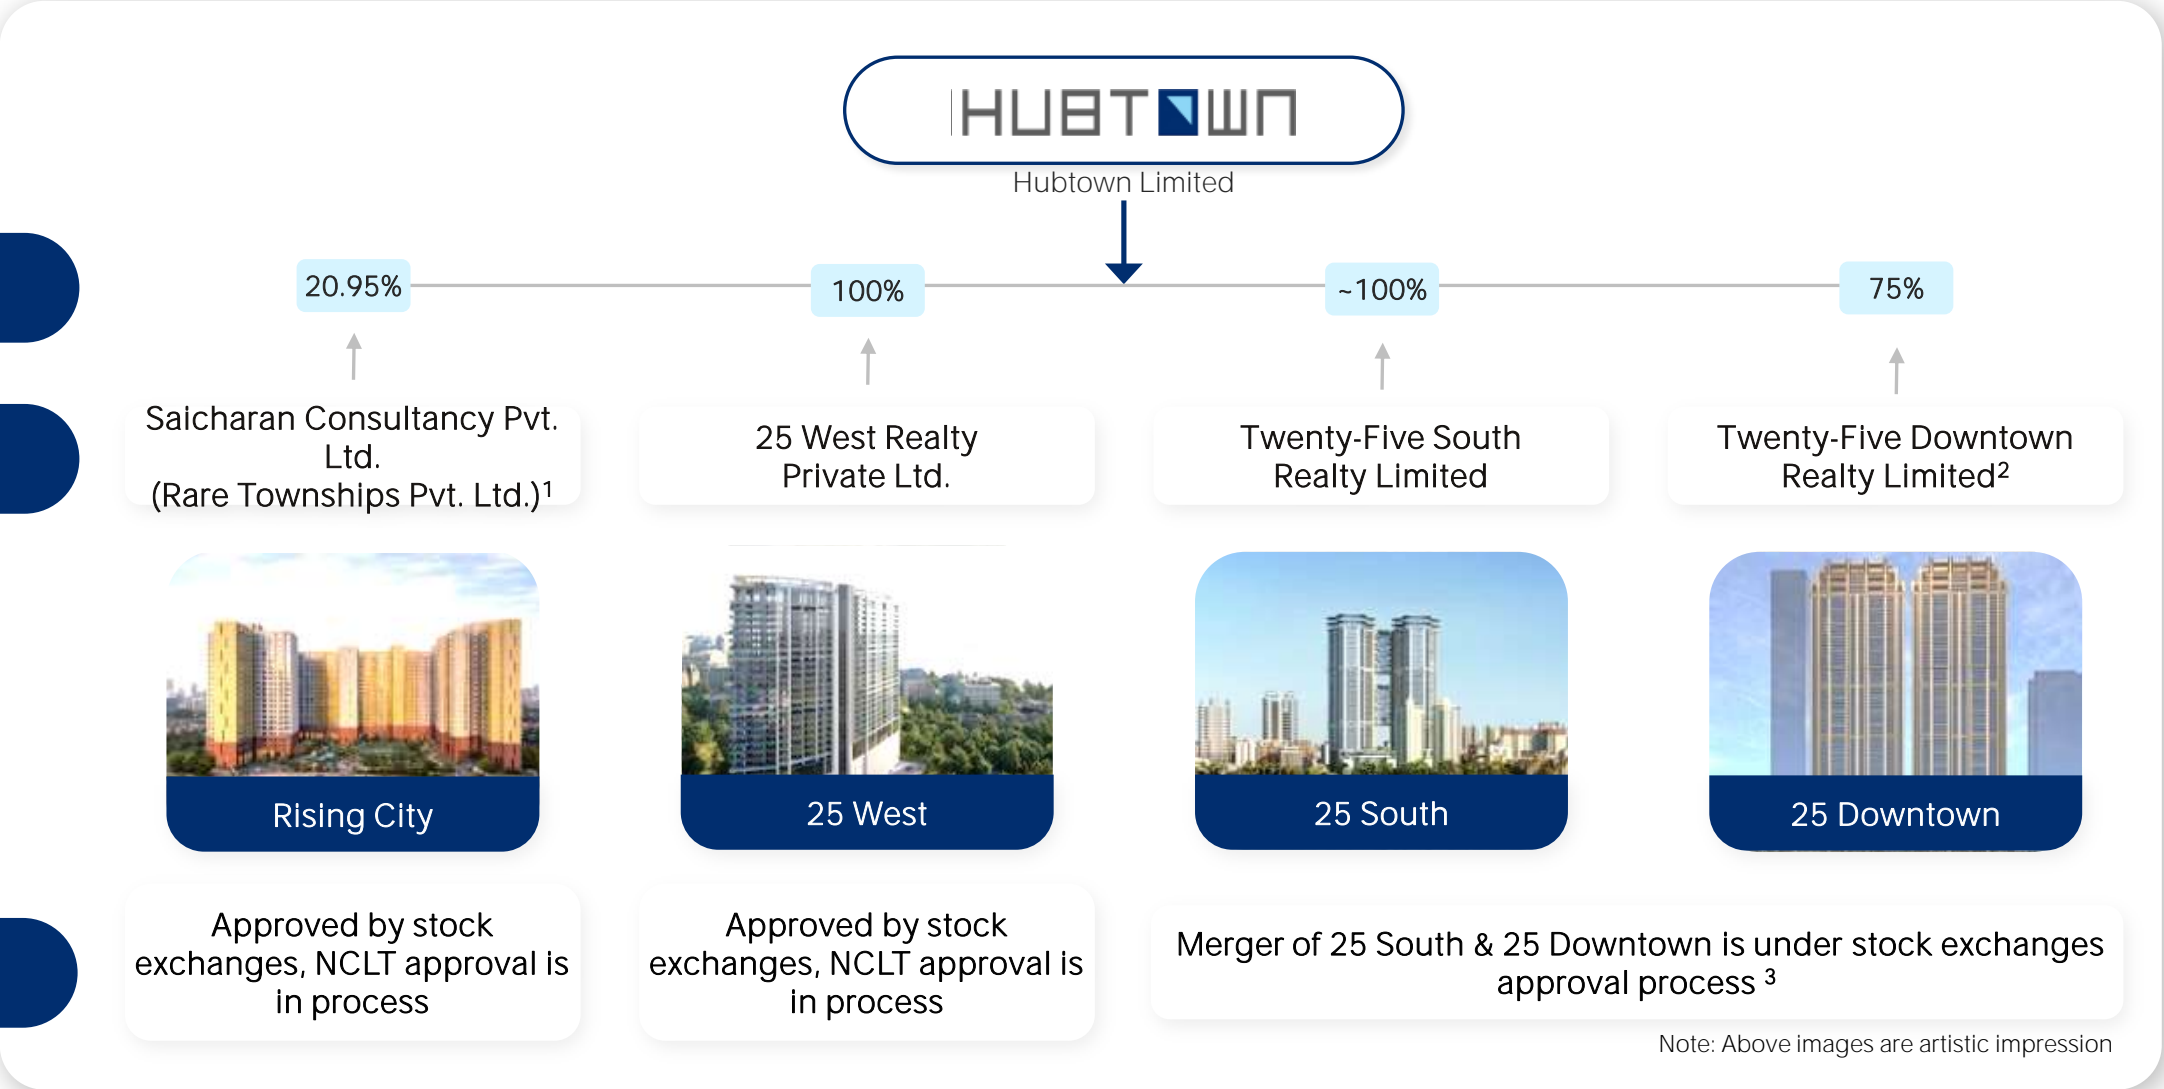 HUBTOWN
Hubtown Limited
20.95%
100%
~100%
75%
Saicharan Consultancy Pvt.
Ltd.
(Rare Townships Pvt. Ltd.)¹
25 West Realty
Private Ltd.
Twenty-Five South
Realty Limited
Twenty-Five Downtown
Realty Limited²
Rising City
25 West
25 South
25 Downtown
Approved by stock
exchanges, NCLT approval is
in process
Approved by stock
exchanges, NCLT approval is
in process
Merger of 25 South & 25 Downtown is under stock exchanges
approval process ³
Note: Above images are artistic impression